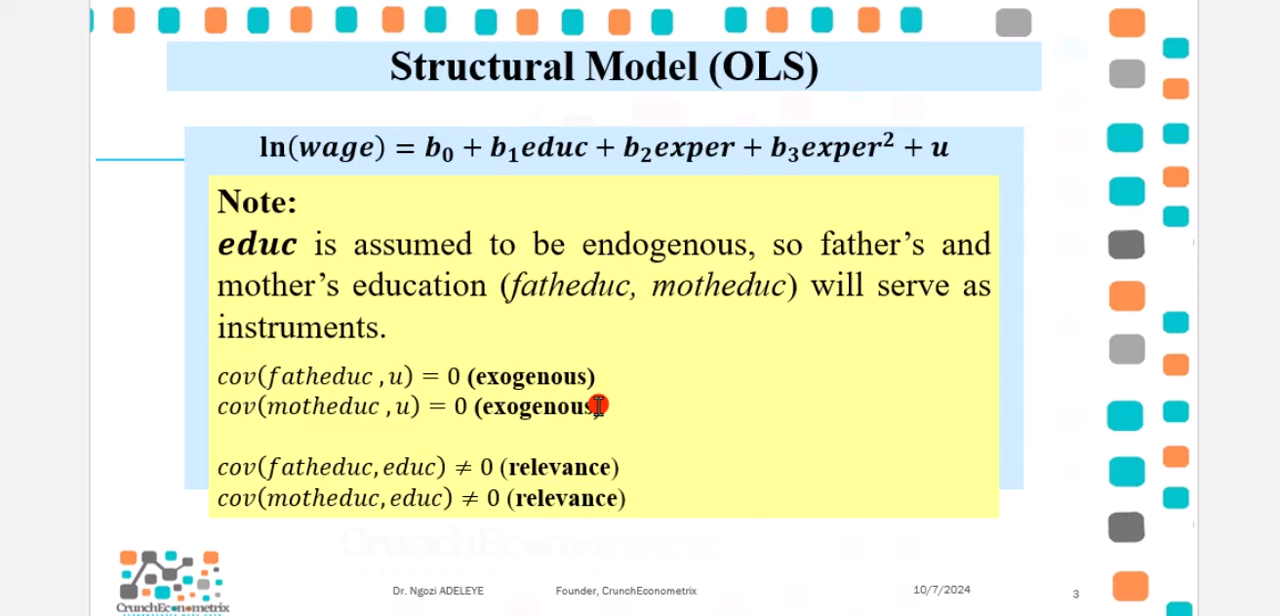 Structural Model (OLS)
ln(wage) = b₀ + b₁educ + b₂exper + b₃exper² + u
Note:
educ is assumed to be endogenous, so father’s and
mother’s education (fatheduc, motheduc) will serve as
instruments.
cov(fatheduc ,u) = 0 (exogenous)
cov(motheduc ,u) = 0 (exogenous)
cov(fatheduc, educ) ≠ 0 (relevance)
cov(motheduc, educ) ≠ 0 (relevance)
CrunchEconometrix
CrunchEconometrix
Dr. Ngozi ADELEYE Founder, CrunchEconometrix 10/7/2024 3